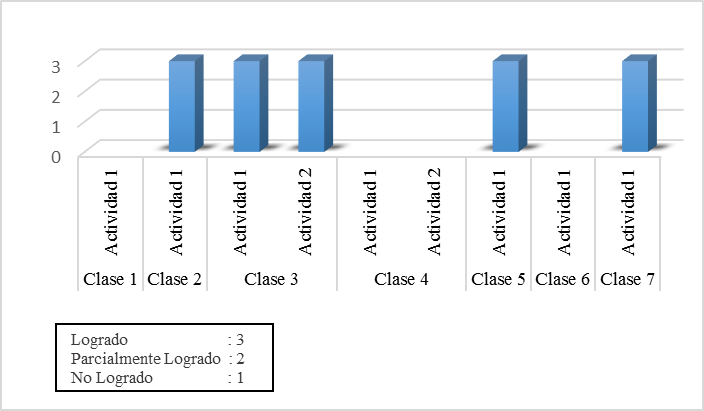 3
2
1
0
Actividad 1
Actividad 1
Actividad 1
Actividad 2
Actividad 1
Actividad 2
Actividad 1
Actividad 1
Actividad 1
Clase 1 Clase 2 Clase 3 Clase 4 Clase 5 Clase 6 Clase 7
Logrado : 3
Parcialmente Logrado : 2
No Logrado : 1